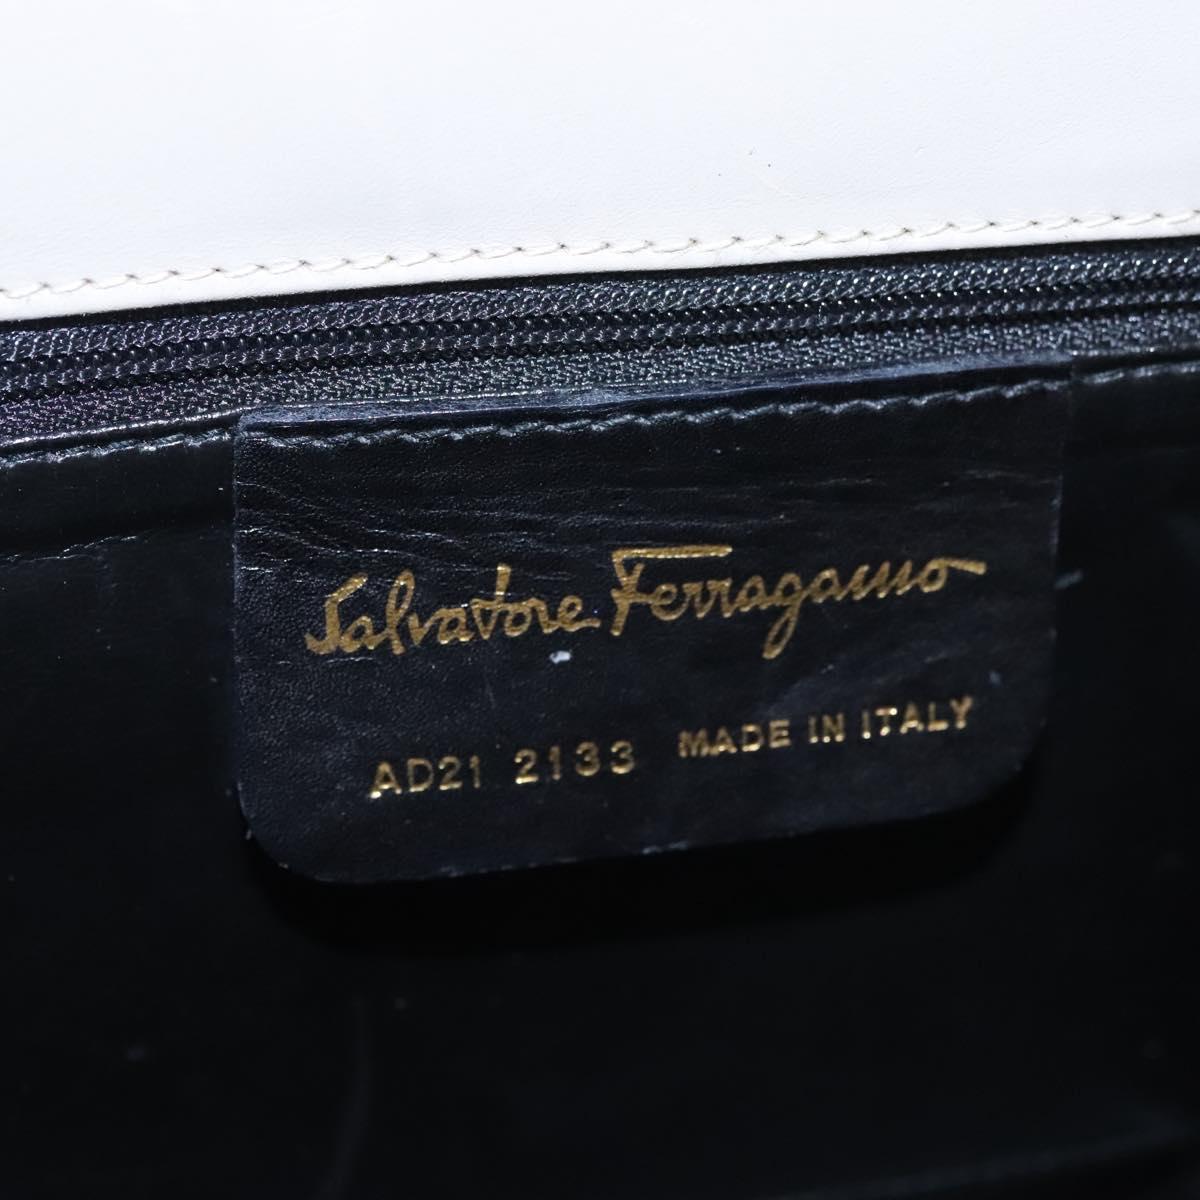 Salvatore Ferragamo
AD21 2133 MADE IN ITALY